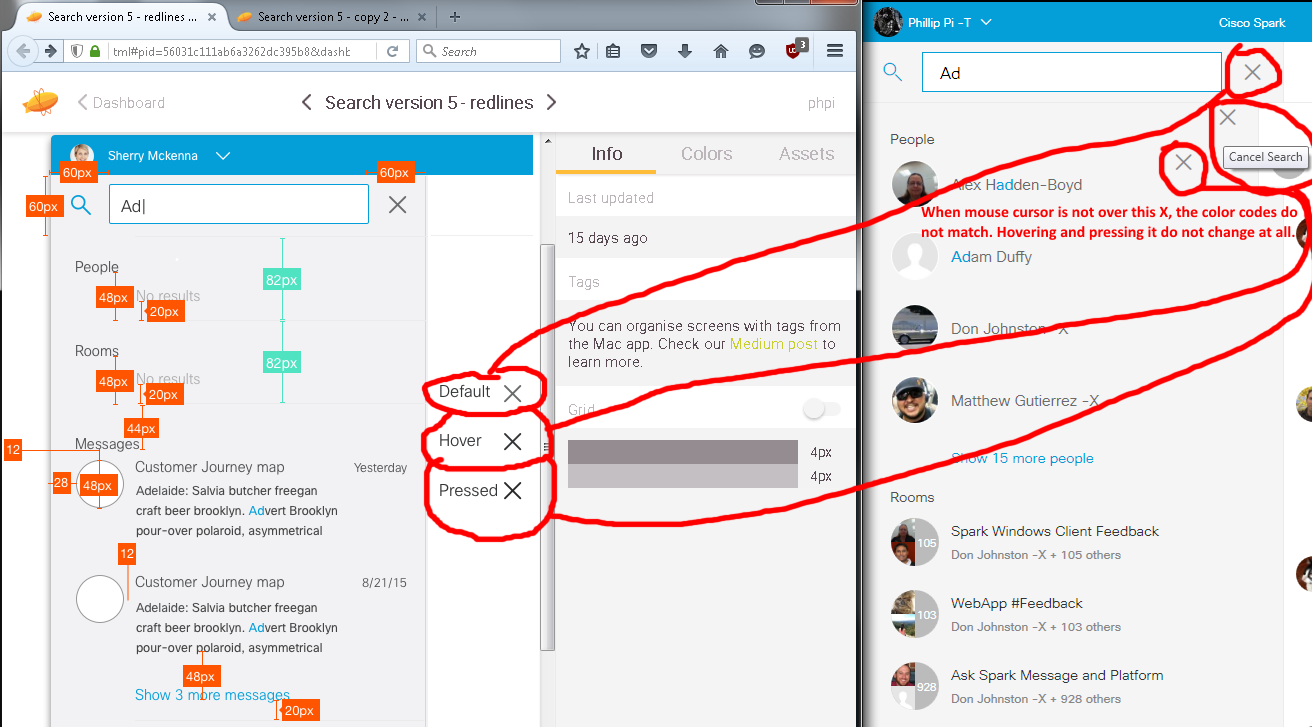 Search version 5 - redlines ...
Search version 5 - copy 2 - ...
tml#pid=56031c111ab6a3262dc395b8&dashb
Search
3
Dashboard
Search version 5 - redlines
phpi
Sherry Mckenna
60px
60px
60px
Ad
People
82px
48px
No results
20px
Rooms
82px
48px
No results
20px
44px
Messages
12
Customer Journey map
Yesterday
28
48px
Adelaide: Salvia butcher freegan
craft beer brooklyn. Advert Brooklyn
pour-over polaroid, asymmetrical
12
Customer Journey map
8/21/15
Adelaide: Salvia butcher freegan
craft beer brooklyn. Advert Brooklyn
pour-over polaroid, asymmetrical
48px
Show 3 more messages
20px
Default
Hover
Pressed
Info
Colors
Assets
Last updated
15 days ago
Tags
You can organise screens with tags from
the Mac app. Check our Medium post to
learn more.
Grid
4px
4px
Phillip Pi -T
Cisco Spark
Ad
People
Cancel Search
Alex Hadden-Boyd
When mouse cursor is not over this X, the color codes do
not match. Hovering and pressing it do not change at all.
Adam Duffy
Don Johnston -X
Matthew Gutierrez -X
Show 15 more people
Rooms
105
Spark Windows Client Feedback
Don Johnston -X + 105 others
103
WebApp #Feedback
Don Johnston -X + 103 others
928
Ask Spark Message and Platform
Don Johnston -X + 928 others